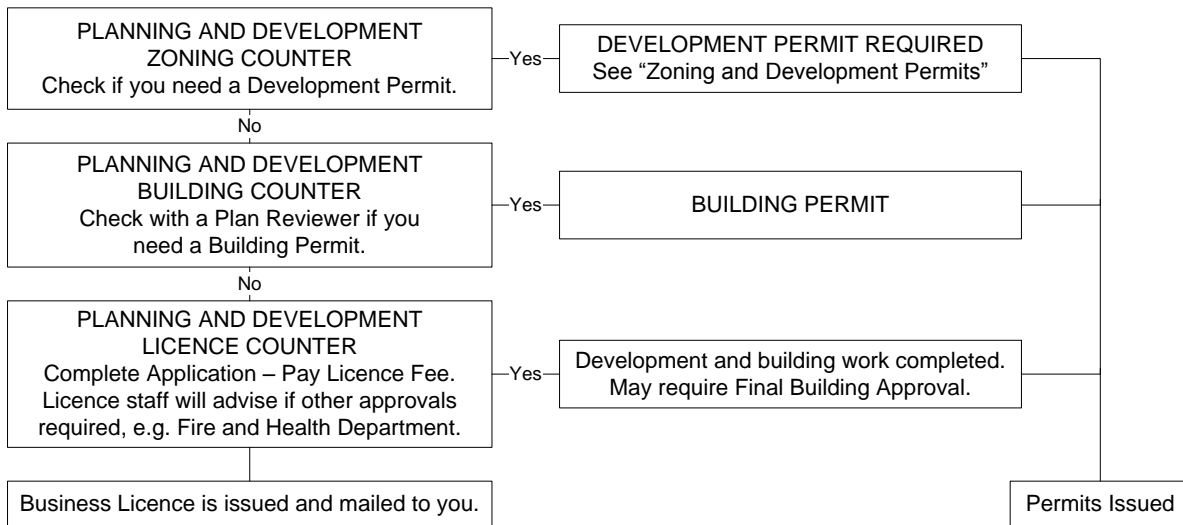 PLANNING AND DEVELOPMENT
ZONING COUNTER
Check if you need a Development Permit.
Yes
DEVELOPMENT PERMIT REQUIRED
See “Zoning and Development Permits”
No
PLANNING AND DEVELOPMENT
BUILDING COUNTER
Check with a Plan Reviewer if you
need a Building Permit.
Yes
BUILDING PERMIT
No
PLANNING AND DEVELOPMENT
LICENCE COUNTER
Complete Application – Pay Licence Fee.
Licence staff will advise if other approvals
required, e.g. Fire and Health Department.
Yes
Development and building work completed.
May require Final Building Approval.
Business Licence is issued and mailed to you.
Permits Issued